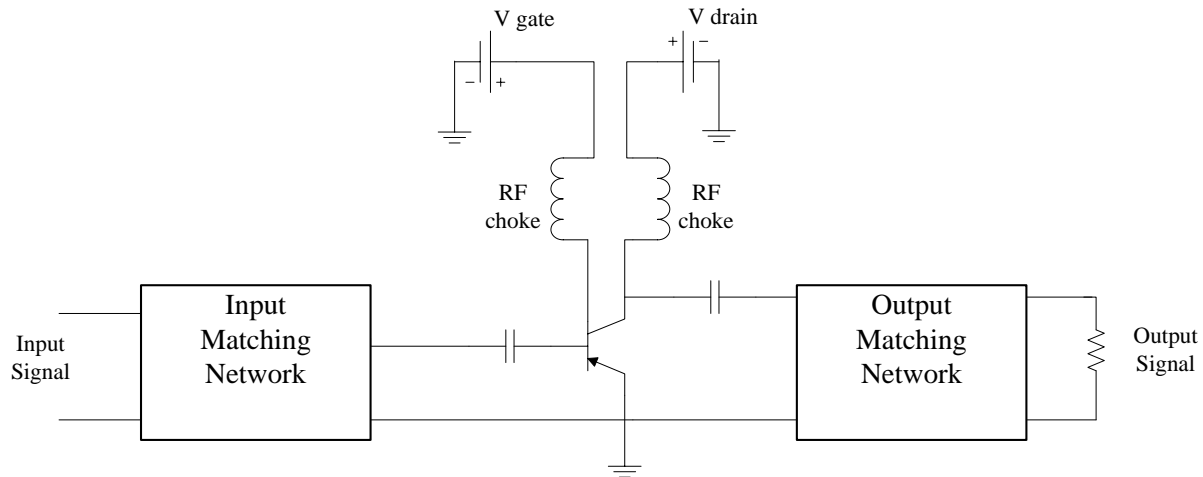 V gate
V drain
− +
+ −
RF
choke
RF
choke
Input
Matching
Network
Output
Matching
Network
Input
Signal
Output
Signal